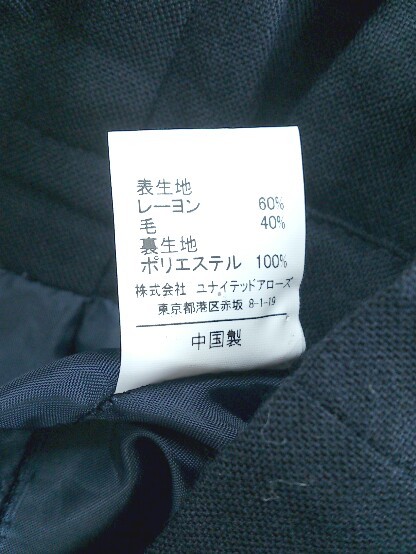 表生地
レーヨン 60%
毛 40%
裏生地
ポリエステル 100%
株式会社 ユナイテッドアローズ
東京都港区赤坂 8-1-19
中国製